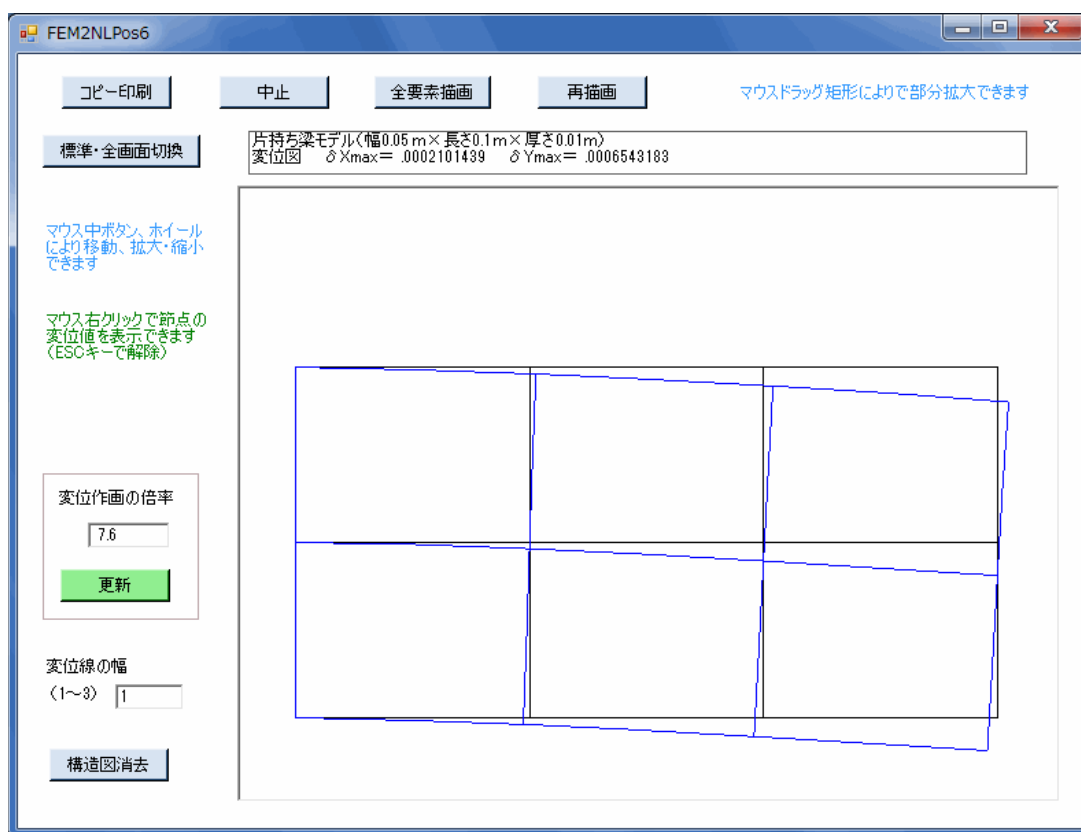 FEM2NLPos6
コピー印刷
中止
全要素描画
再描画
マウスドラッグ矩形によりで部分拡大できます
標準・全画面切換
片持ち梁モデル(幅0.05m×長さ0.1m×厚さ0.01m)
変位図 δXmax= .0002101439 δYmax= .0006543183
マウス中ボタン、ホイール
により移動、拡大・縮小
できます
マウス右クリックで節点の
変位値を表示できます
(ESCキーで解除)
変位作画の倍率
7.6
更新
変位線の幅
(1~3) 1
構造図消去